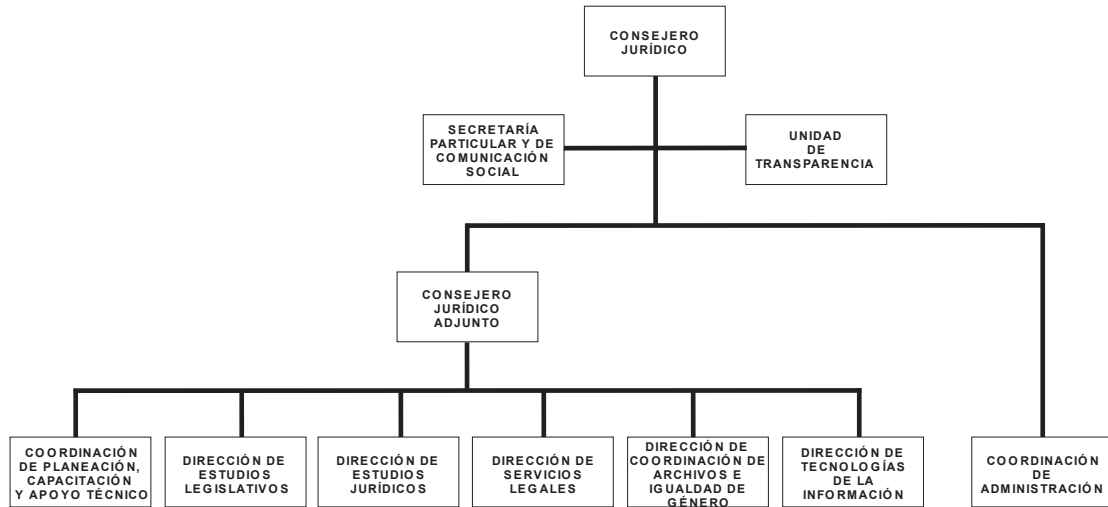 CONSEJERO
JURÍDICO
SECRETARÍA
PARTICULAR Y DE
COMUNICACIÓN
SOCIAL
UNIDAD
DE
TRANSPARENCIA
CONSEJERO
JURÍDICO
ADJUNTO
COORDINACIÓN
DE PLANEACIÓN,
CAPACITACIÓN
Y APOYO TÉCNICO
DIRECCIÓN DE
ESTUDIOS
LEGISLATIVOS
DIRECCIÓN DE
ESTUDIOS
JURÍDICOS
DIRECCIÓN DE
SERVICIOS
LEGALES
DIRECCIÓN DE
COORDINACIÓN DE
ARCHIVOS E
IGUALDAD DE
GÉNERO
DIRECCIÓN DE
TECNOLOGÍAS
DE LA
INFORMACIÓN
COORDINACIÓN
DE
ADMINISTRACIÓN